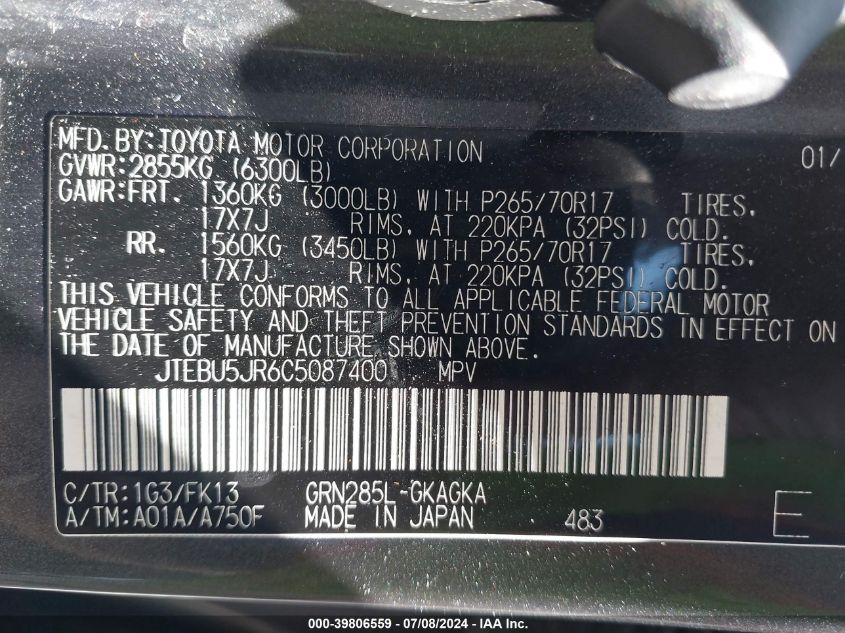 MFD. BY: TOYOTA MOTOR CORPORATION 01/
GVWR: 2855KG (6300LB)
GAWR: FRT. 1360KG (3000LB) WITH P265/70R17 TIRES,
17X7J RIMS, AT 220KPA (32PSI) COLD.
RR. 1560KG (3450LB) WITH P265/70R17 TIRES,
17X7J RIMS, AT 220KPA (32PSI) COLD.
THIS VEHICLE CONFORMS TO ALL APPLICABLE FEDERAL MOTOR
VEHICLE SAFETY AND THEFT PREVENTION STANDARDS IN EFFECT ON
THE DATE OF MANUFACTURE SHOWN ABOVE.
JTEBU5JR6C5087400 MPV
C/TR: 1G3/FK13 GRN285L-GKAGKA
A/TM: A01A/A750F MADE IN JAPAN 483 E
000-39806559 - 07/08/2024 - IAA Inc.